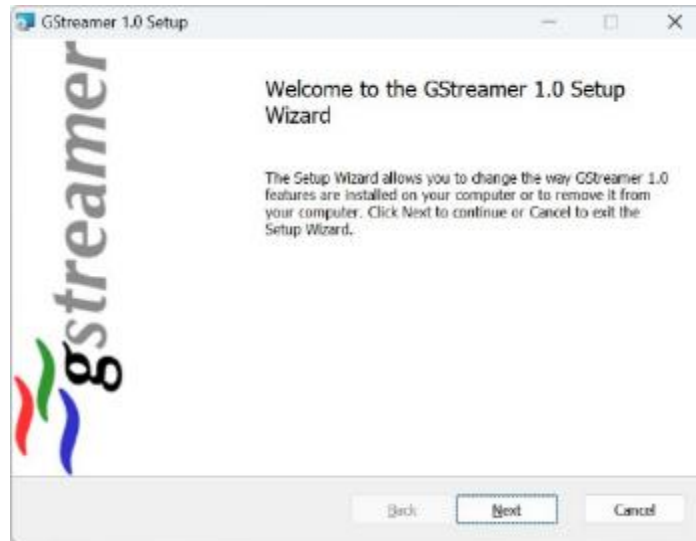 GStreamer 1.0 Setup
gstreamer
Welcome to the GStreamer 1.0 Setup
Wizard
The Setup Wizard allows you to change the way GStreamer 1.0
features are installed on your computer or to remove it from
your computer. Click Next to continue or Cancel to exit the
Setup Wizard.
Back Next Cancel